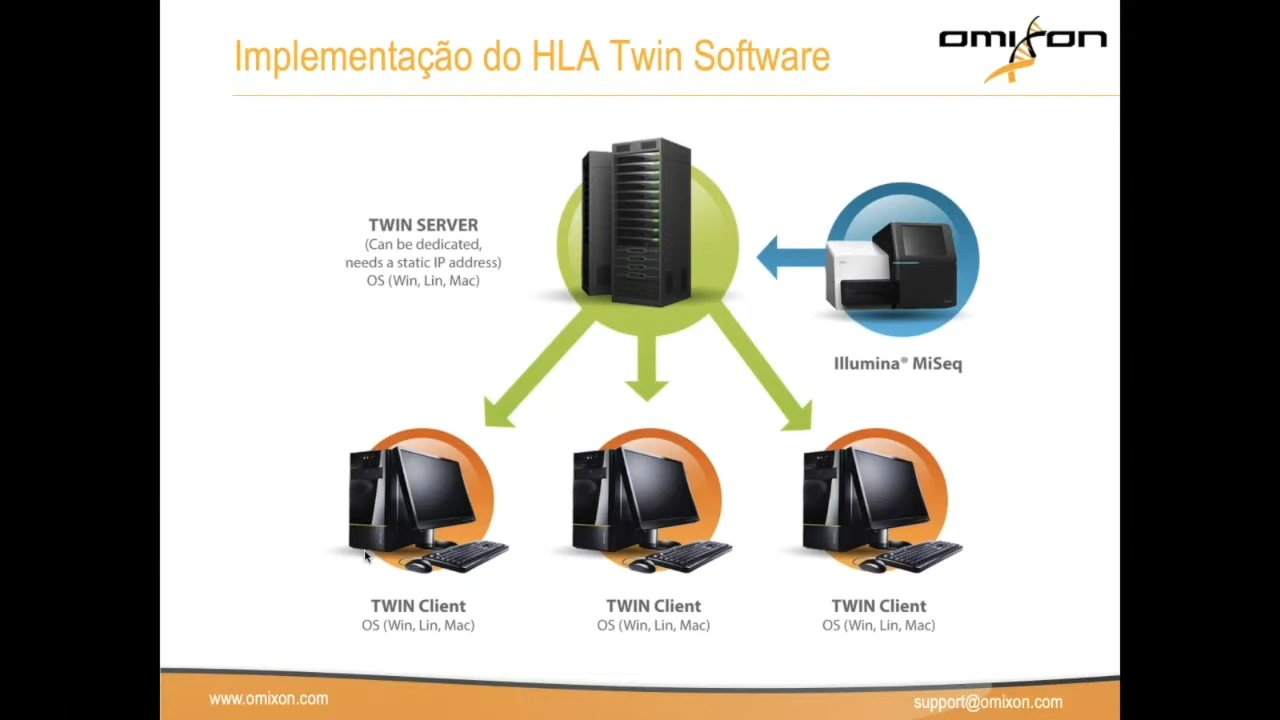 Implementação do HLA Twin Software
omixon
TWIN SERVER
(Can be dedicated,
needs a static IP address)
OS (Win, Lin, Mac)
Illumina® MiSeq
TWIN Client
OS (Win, Lin, Mac)
TWIN Client
OS (Win, Lin, Mac)
TWIN Client
OS (Win, Lin, Mac)
www.omixon.com
support@omixon.com